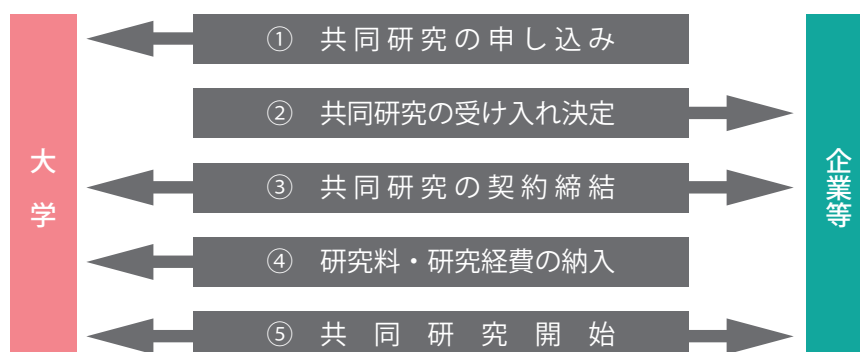 大学
① 共同研究の申し込み
② 共同研究の受け入れ決定
③ 共同研究の契約締結
④ 研究料・研究経費の納入
⑤ 共同研究開始
企業等